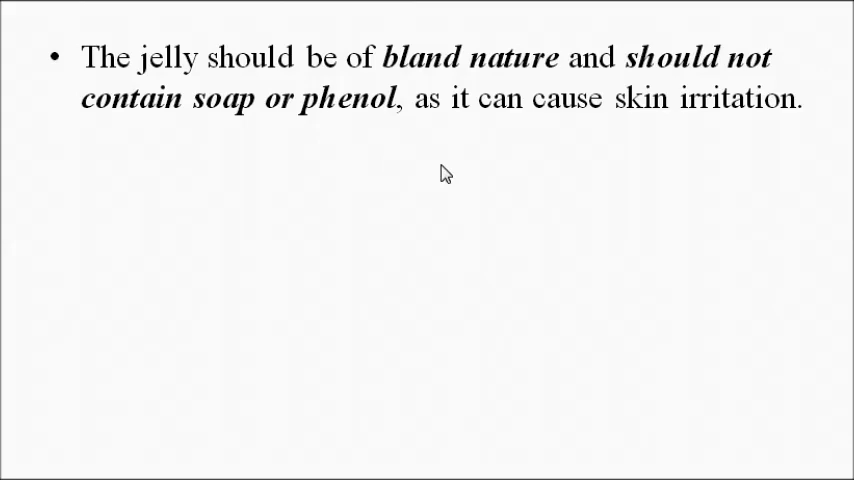 • The jelly should be of bland nature and should not
contain soap or phenol, as it can cause skin irritation.